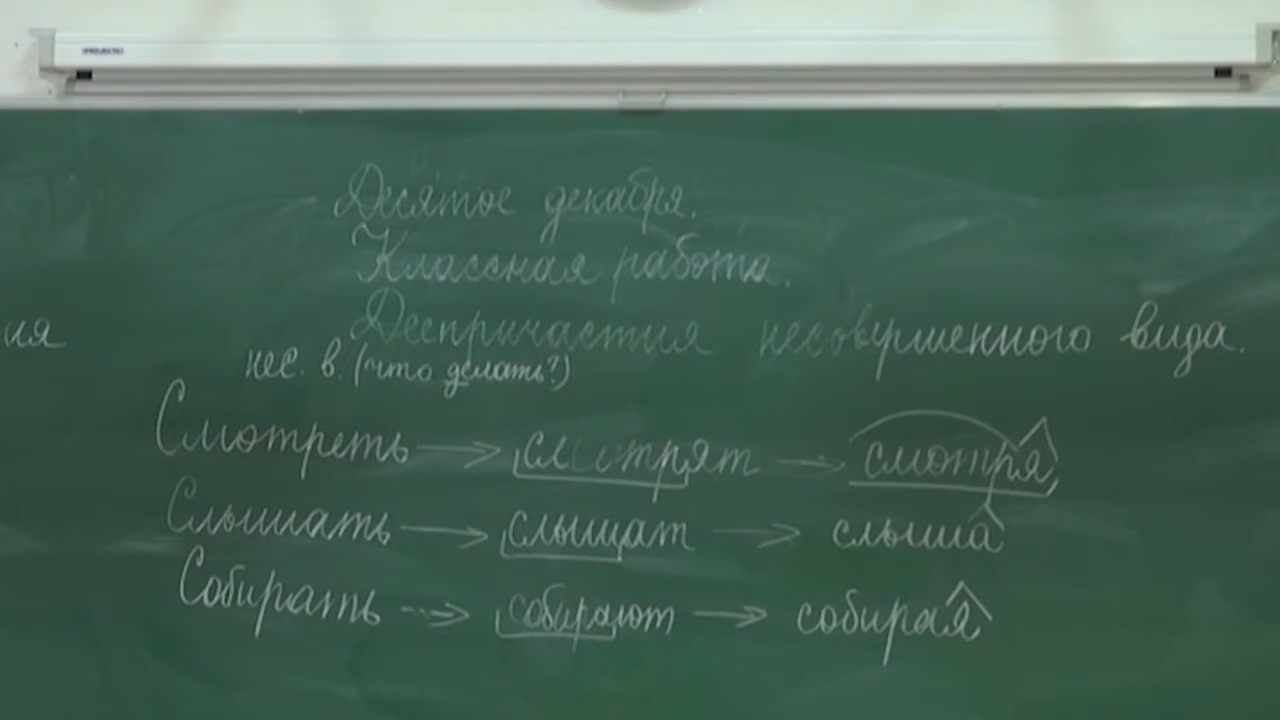 Десятое декабря.
Классная работа.
Деепричастия несовершенного вида.
ия
нес. в. (что делать?)
Смотреть → смотрят → смотря
Слышать → слышат → слыша
Собирать → собирают → собирая